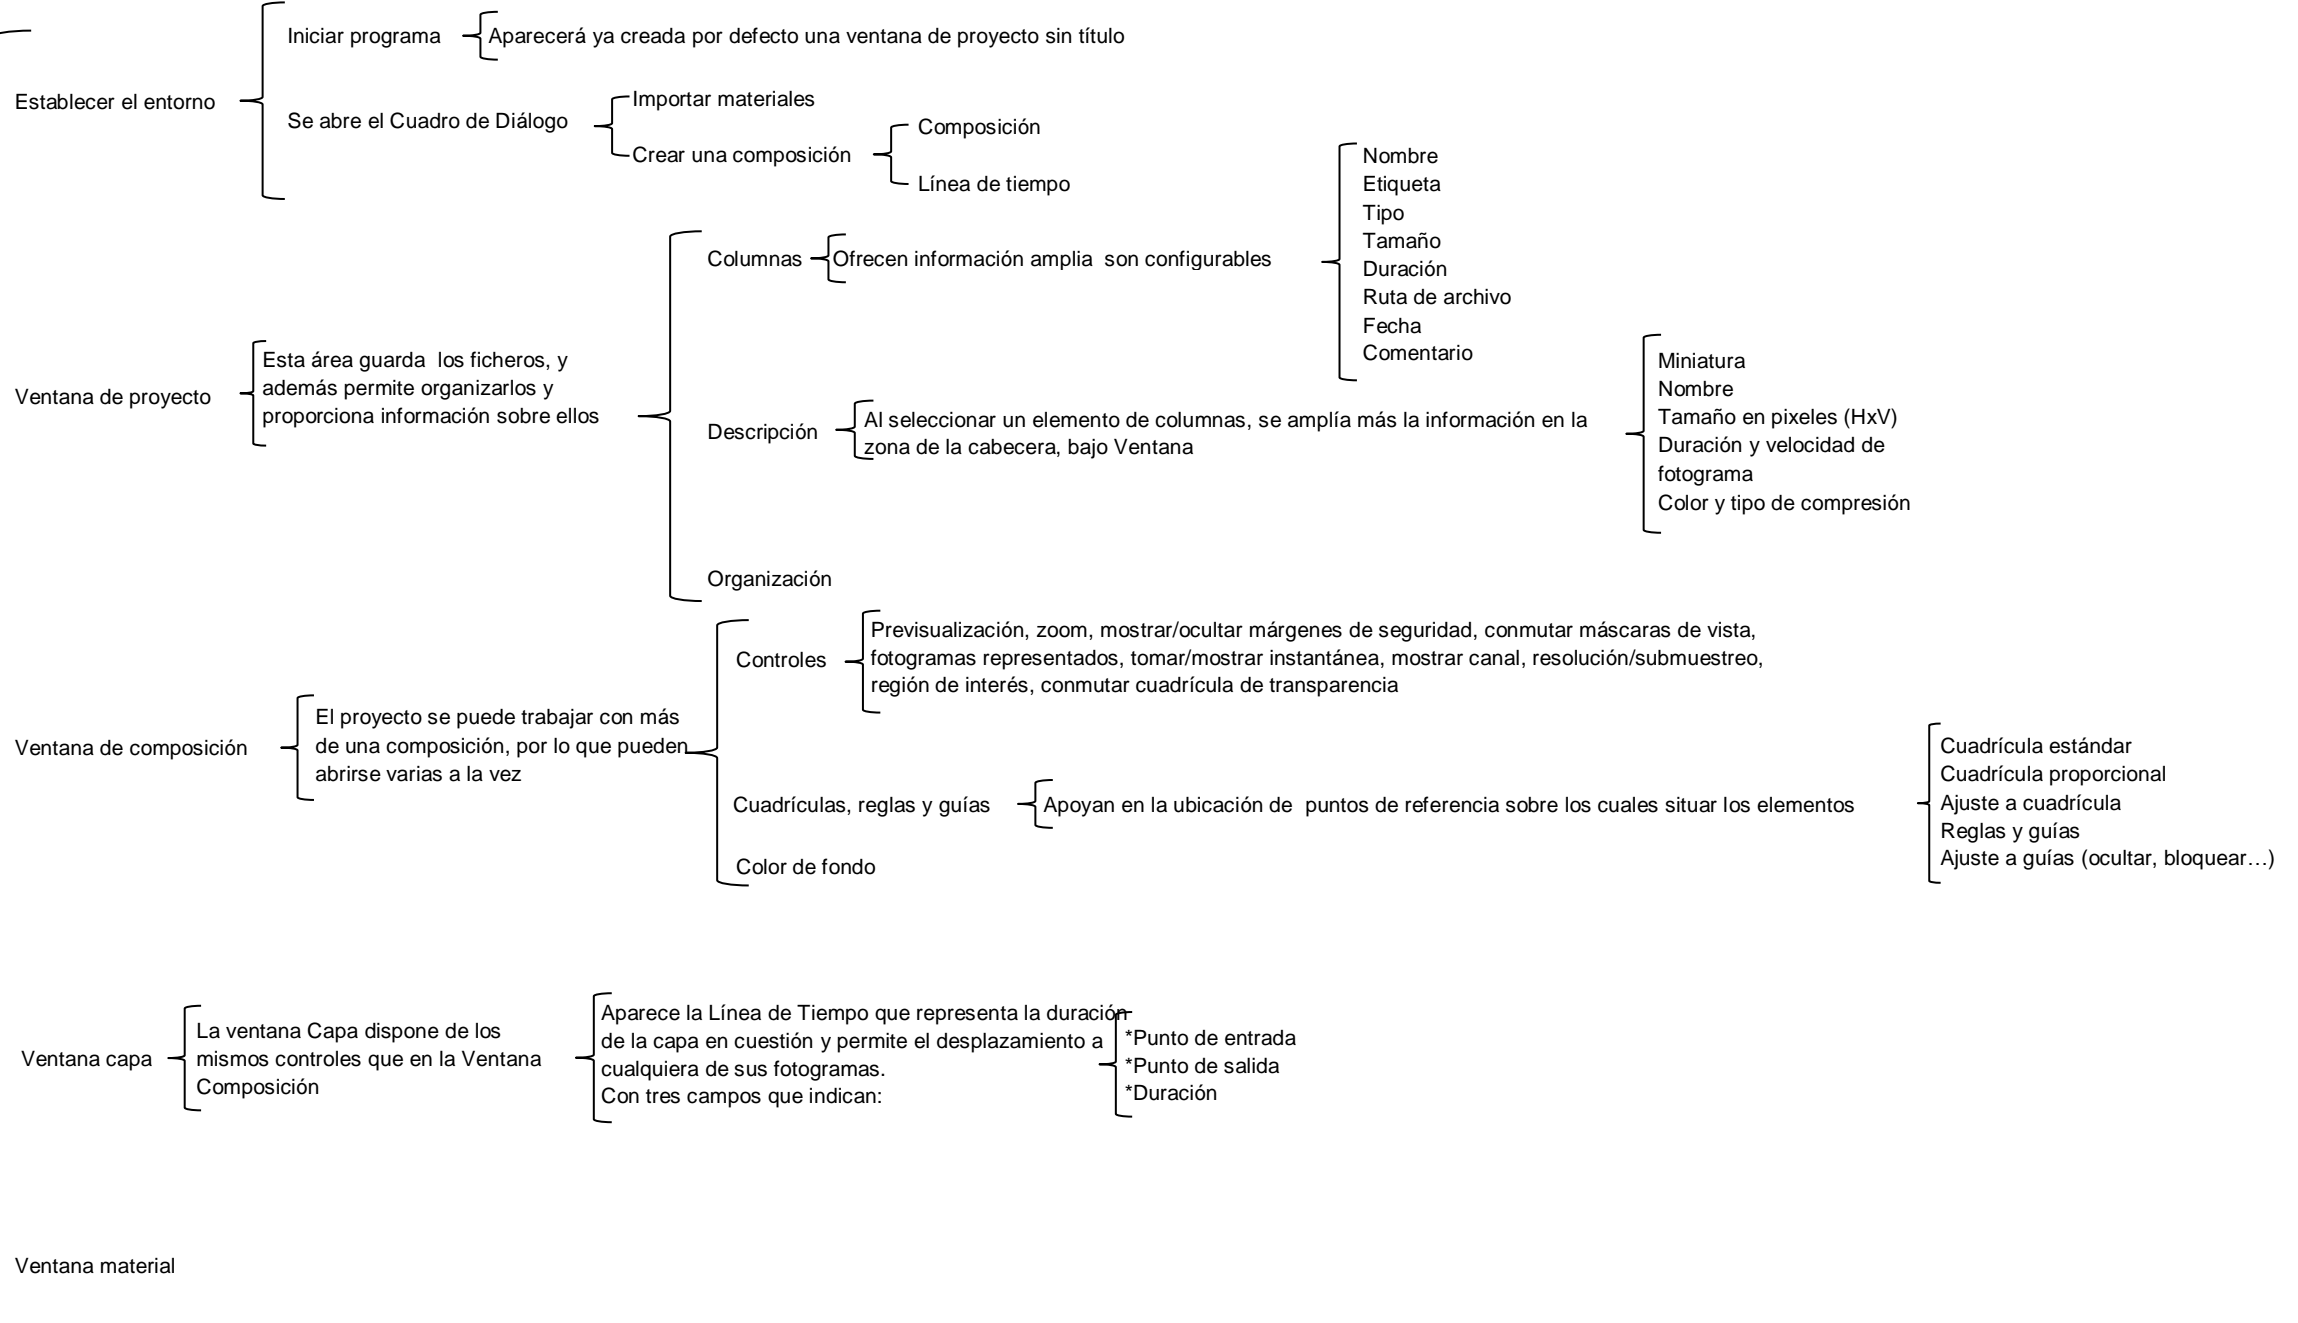 Iniciar programa
Aparecerá ya creada por defecto una ventana de proyecto sin título
Establecer el entorno
Se abre el Cuadro de Diálogo
Importar materiales
Crear una composición
Composición
Línea de tiempo
Ventana de proyecto
Esta área guarda  los ficheros, y
además permite organizarlos y
proporciona información sobre ellos
Columnas
Ofrecen información amplia  son configurables
Nombre
Etiqueta
Tipo
Tamaño
Duración
Ruta de archivo
Fecha
Comentario
Descripción
Al seleccionar un elemento de columnas, se amplía más la información en la
zona de la cabecera, bajo Ventana
Miniatura
Nombre
Tamaño en pixeles (HxV)
Duración y velocidad de
fotograma
Color y tipo de compresión
Organización
Ventana de composición
El proyecto se puede trabajar con más
de una composición, por lo que pueden
abrirse varias a la vez
Controles
Previsualización, zoom, mostrar/ocultar márgenes de seguridad, conmutar máscaras de vista,
fotogramas representados, tomar/mostrar instantánea, mostrar canal, resolución/submuestreo,
región de interés, conmutar cuadrícula de transparencia
Cuadrículas, reglas y guías
Apoyan en la ubicación de  puntos de referencia sobre los cuales situar los elementos
Cuadrícula estándar
Cuadrícula proporcional
Ajuste a cuadrícula
Reglas y guías
Ajuste a guías (ocultar, bloquear…)
Color de fondo
Ventana capa
La ventana Capa dispone de los
mismos controles que en la Ventana
Composición
Aparece la Línea de Tiempo que representa la duración
de la capa en cuestión y permite el desplazamiento a
cualquiera de sus fotogramas.
Con tres campos que indican:
*Punto de entrada
*Punto de salida
*Duración
Ventana material